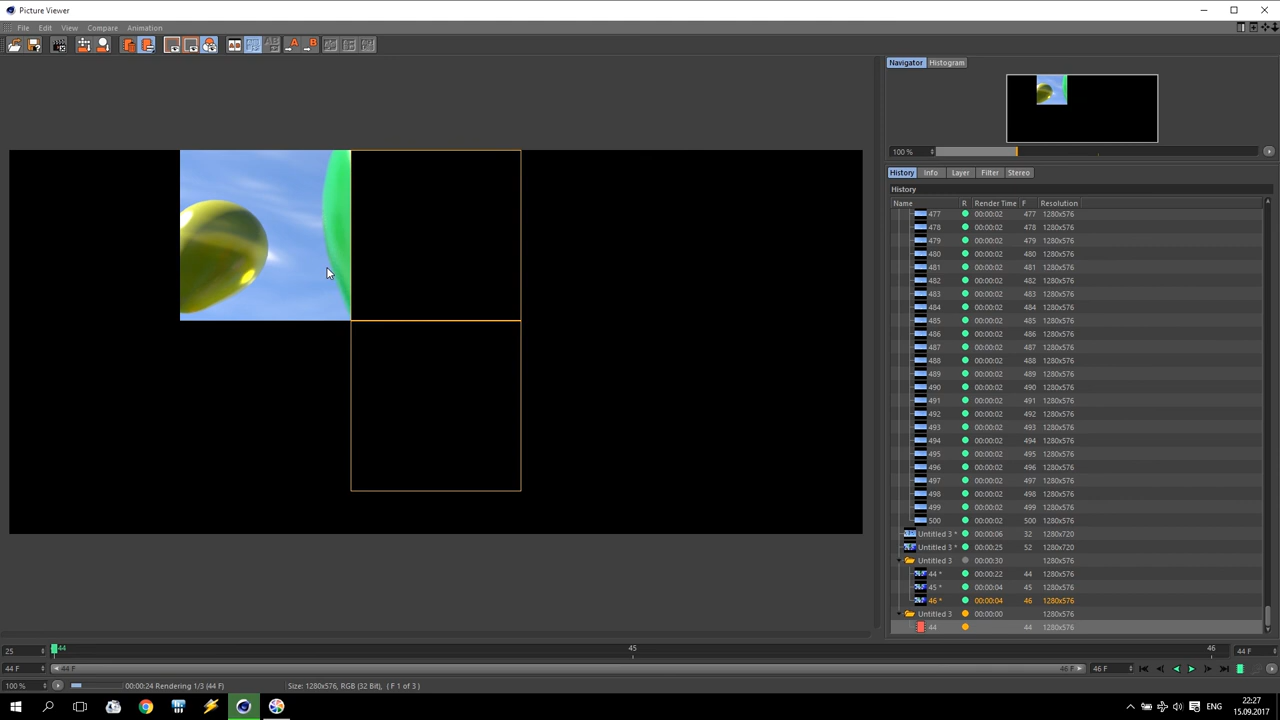 Picture Viewer
File Edit View Compare Animation
Navigator Histogram
100 %
History Info Layer Filter Stereo
History
Name R Render Time F Resolution
477 00:00:02 477 1280x576
478 00:00:02 478 1280x576
479 00:00:02 479 1280x576
480 00:00:02 480 1280x576
481 00:00:02 481 1280x576
482 00:00:02 482 1280x576
483 00:00:02 483 1280x576
484 00:00:02 484 1280x576
485 00:00:02 485 1280x576
486 00:00:02 486 1280x576
487 00:00:02 487 1280x576
488 00:00:02 488 1280x576
489 00:00:02 489 1280x576
490 00:00:02 490 1280x576
491 00:00:02 491 1280x576
492 00:00:02 492 1280x576
493 00:00:02 493 1280x576
494 00:00:02 494 1280x576
495 00:00:02 495 1280x576
496 00:00:02 496 1280x576
497 00:00:02 497 1280x576
498 00:00:02 498 1280x576
499 00:00:02 499 1280x576
500 00:00:02 500 1280x576
Untitled 3 * 00:00:06 32 1280x720
Untitled 3 * 00:00:25 52 1280x720
Untitled 3 00:00:30 1280x576
44 * 00:00:22 44 1280x576
45 * 00:00:04 45 1280x576
46 * 00:00:04 46 1280x576
Untitled 3 00:00:00 1280x576
44 44 1280x576
25 44 45 46 44 F
44 F 44 F 46 F 46 F
100 % 00:00:24 Rendering 1/3 (44 F) Size: 1280x576, RGB (32 Bit), ( F 1 of 3 )
ENG
22:27
15.09.2017